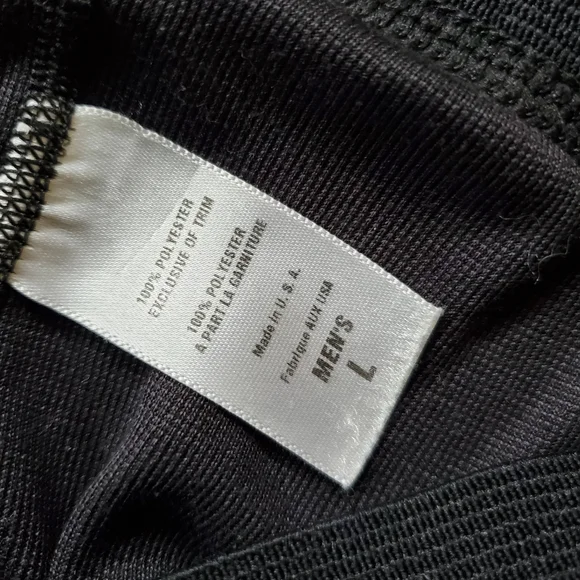 100% POLYESTER
EXCLUSIVE OF TRIM
100% POLYESTER
A PART LA GARNITURE
Made in U. S. A.
Fabrique AUX USA
MEN'S
L